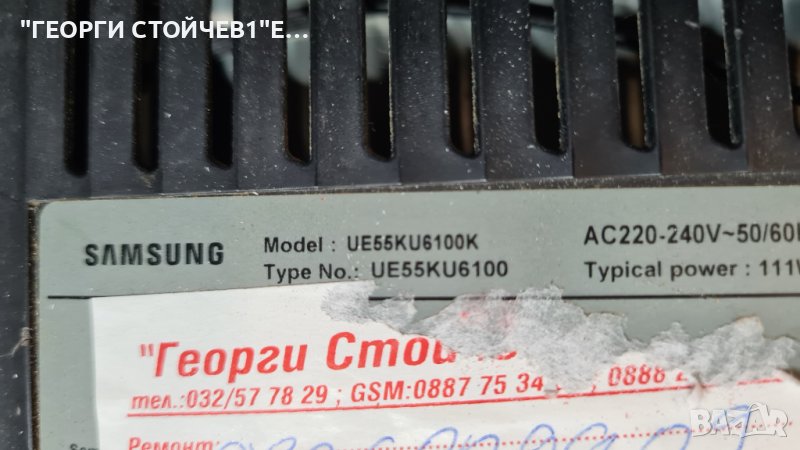 "ГЕОРГИ СТОЙЧЕВ1"Е...
SAMSUNG
Model : UE55KU6100K
Type No.: UE55KU6100
AC220-240V~50/60
Typical power : 111
"Георги
тел.:032/57 78 29 ; GSM:0887 75 34 0888
Ремонт:
BAZAR